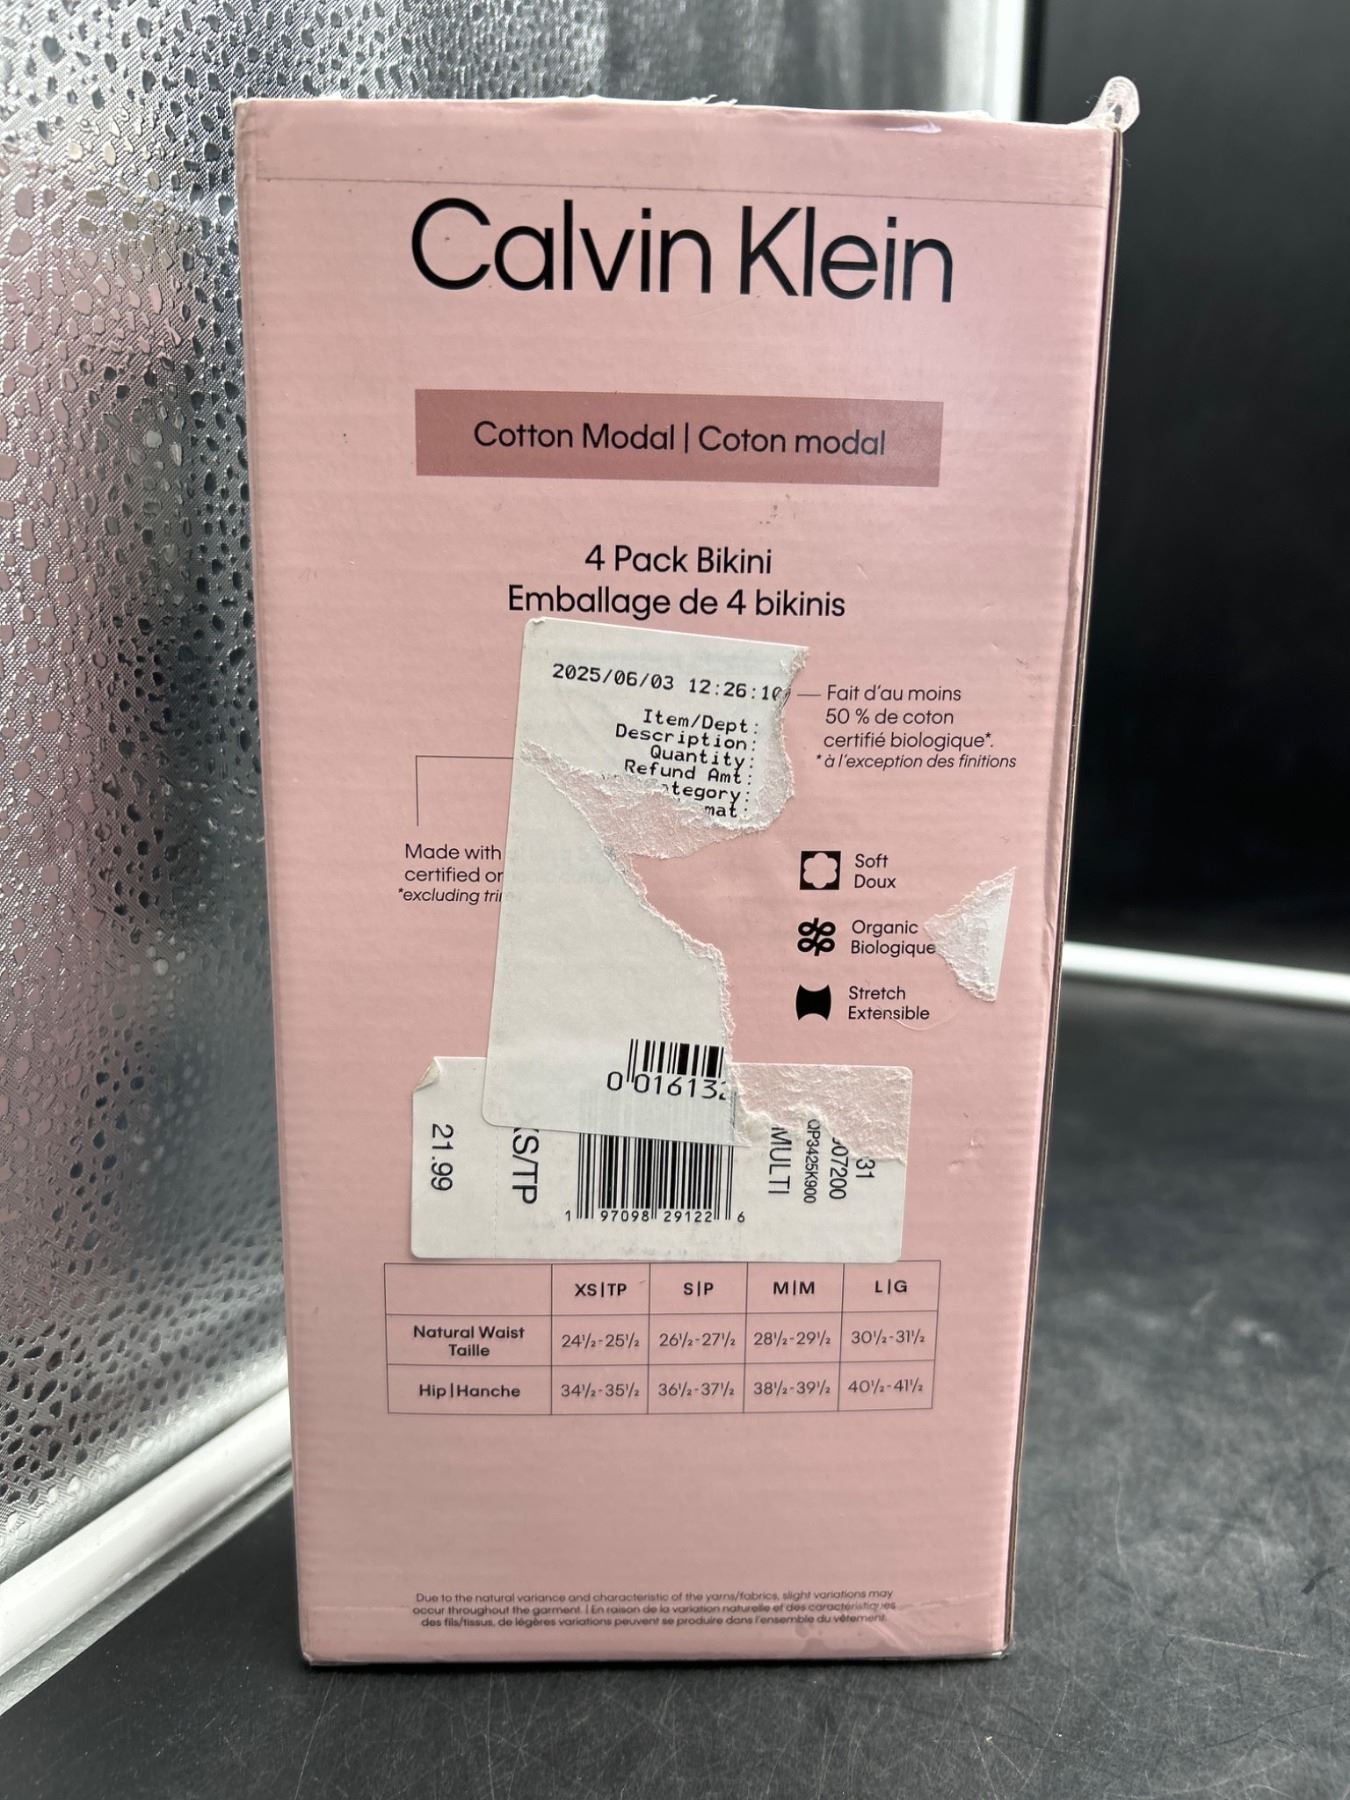 Calvin Klein
Cotton Modal | Coton modal
4 Pack Bikini
Emballage de 4 bikinis
2025/06/03 12:26:10
Item/Dept:
Description:
Quantity:
Refund Amt:
tegory:
mat:
Fait d'au moins
50 % de coton
certifié biologique*.
*à l'exception des finitions
Made with
certified or
*excluding tri
Soft
Doux
Organic
Biologique
Stretch
Extensible
0 01613
21.99
XS/TP
1 97098 29122 6
MULTI
QP3425K900
07200
31
XS|TP S|P M|M L|G
Natural Waist
Taille
24½-25½ 26½-27½ 28½-29½ 30½-31½
Hip|Hanche 34½-35½ 36½-37½ 38½-39½ 40½-41½
Due to the natural variance and characteristic of the yarns/fabrics, slight variations may
occur throughout the garment. | En raison de la variation naturelle et des caractéristiques
des fils/tissus, de légères variations peuvent se produire dans l'ensemble du vêtement.